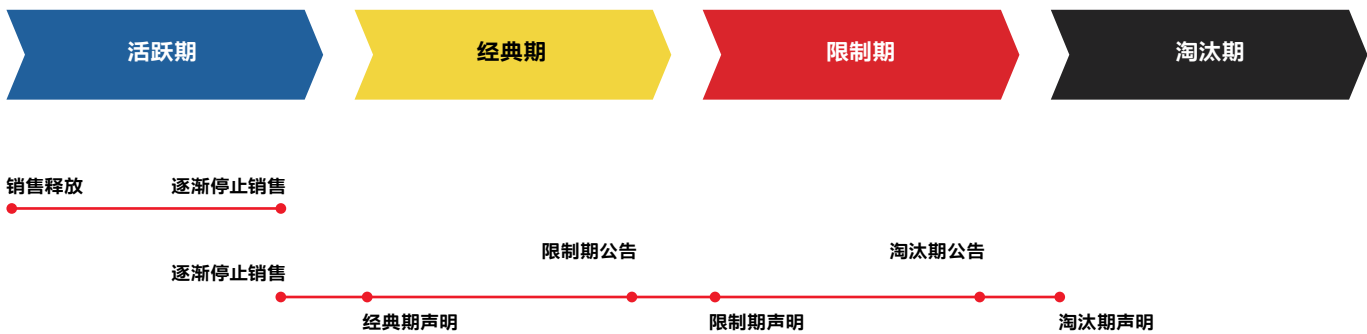 活跃期
经典期
限制期
淘汰期
销售释放
逐渐停止销售
限制期公告
淘汰期公告
逐渐停止销售
经典期声明
限制期声明
淘汰期声明